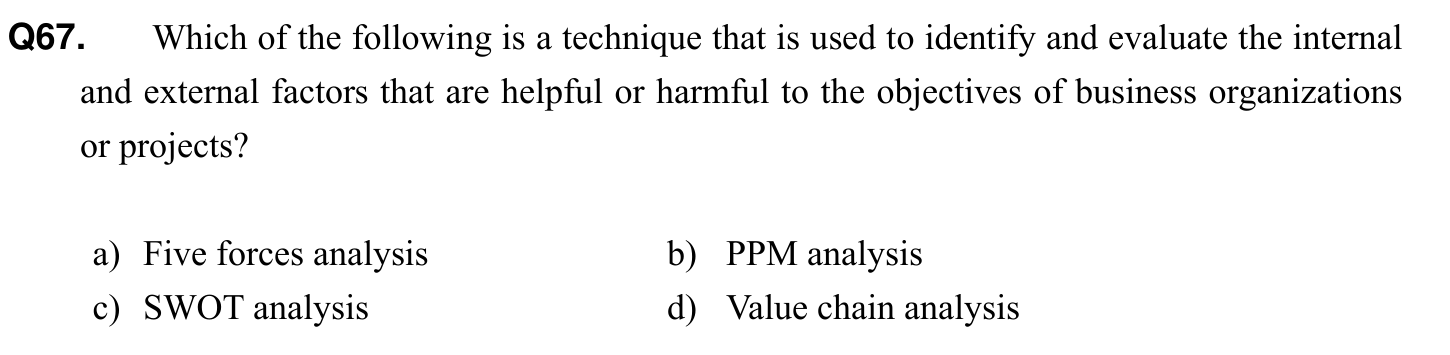 Q67. Which of the following is a technique that is used to identify and evaluate the internal
and external factors that are helpful or harmful to the objectives of business organizations
or projects?
a) Five forces analysis b) PPM analysis
c) SWOT analysis d) Value chain analysis